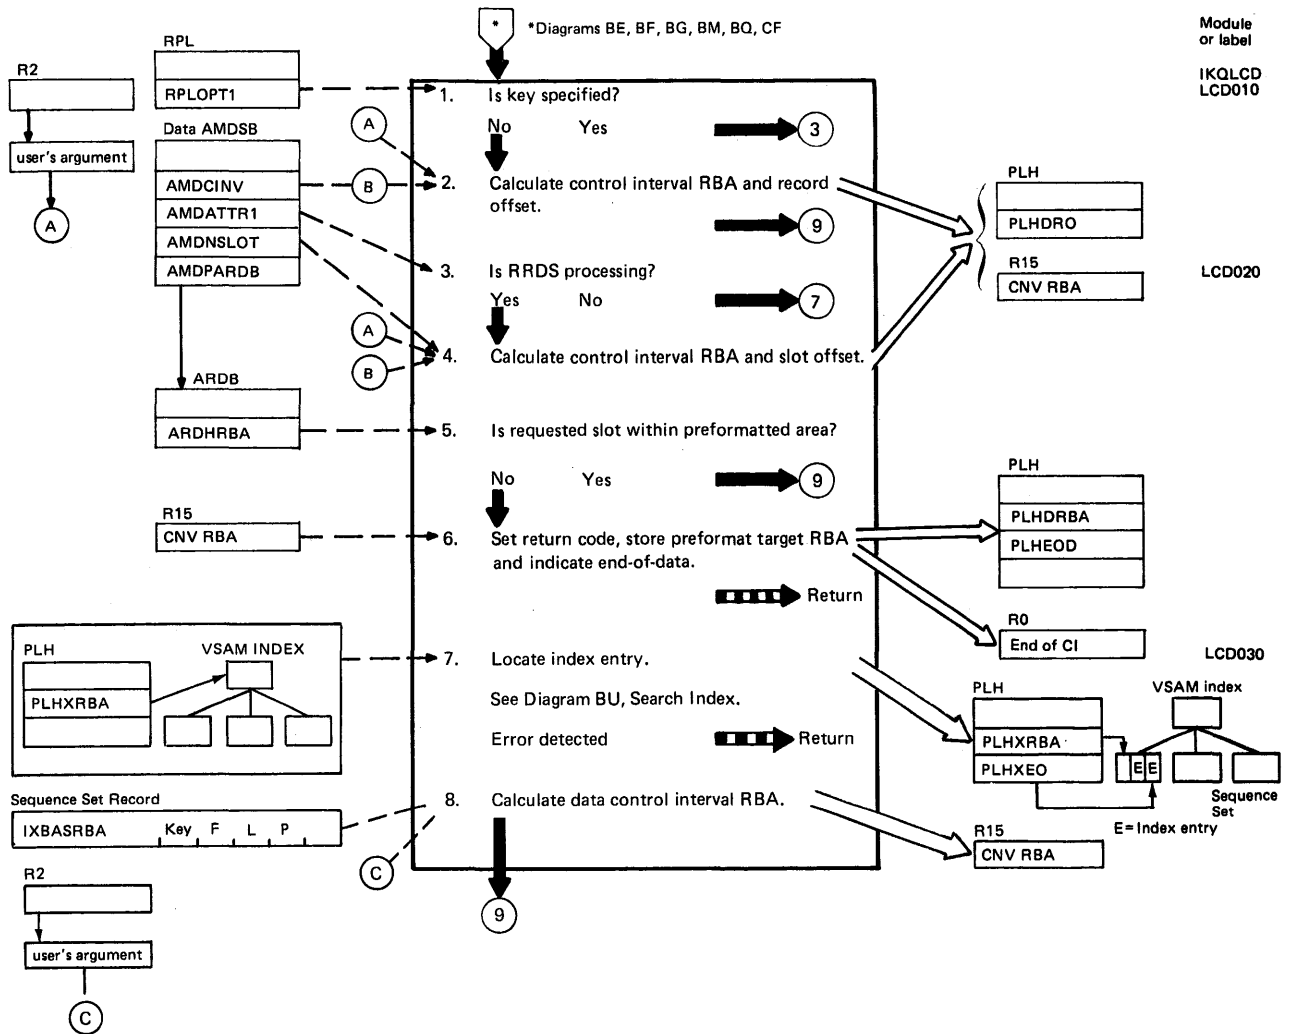 *
*Diagrams BE, BF, BG, BM, BQ, CF
Module
or label
IKQLCD
LCD010
RPL
RPLOPT1
R2
user's argument
A
Data AMDSB
AMDCINV
AMDATTR1
AMDNSLOT
AMDPARDB
A
B
1. Is key specified?
No Yes 3
2. Calculate control interval RBA and record
offset.
9
PLH
PLHDRO
R15
CNV RBA
LCD020
3. Is RRDS processing?
Yes No 7
A
B
4. Calculate control interval RBA and slot offset.
ARDB
ARDHRBA
5. Is requested slot within preformatted area?
No Yes 9
R15
CNV RBA
6. Set return code, store preformat target RBA
and indicate end-of-data.
Return
PLH
PLHDRBA
PLHEOD
R0
End of CI
LCD030
PLH
PLHXRBA
VSAM INDEX
7. Locate index entry.
See Diagram BU, Search Index.
Error detected Return
PLH
PLHXRBA
PLHXEO
VSAM index
E E
Sequence
Set
E = Index entry
Sequence Set Record
IXBASRBA Key F L P
8. Calculate data control interval RBA.
R15
CNV RBA
C
9
R2
user's argument
C